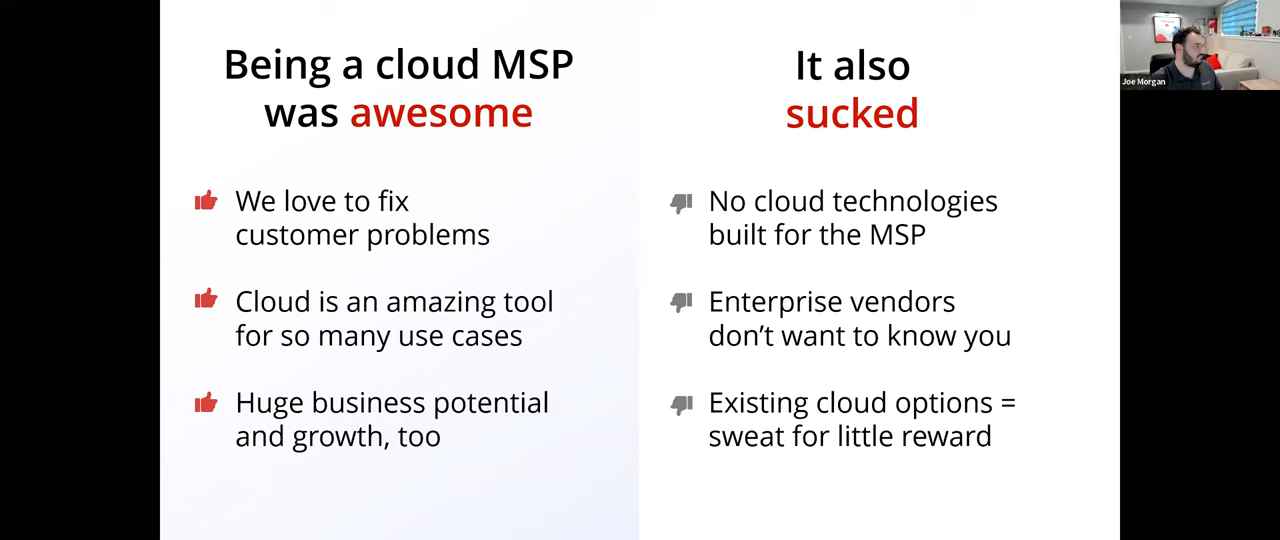 Being a cloud MSP
was awesome
We love to fix
customer problems
Cloud is an amazing tool
for so many use cases
Huge business potential
and growth, too
It also
sucked
No cloud technologies
built for the MSP
Enterprise vendors
don’t want to know you
Existing cloud options =
sweat for little reward
Joe Morgan